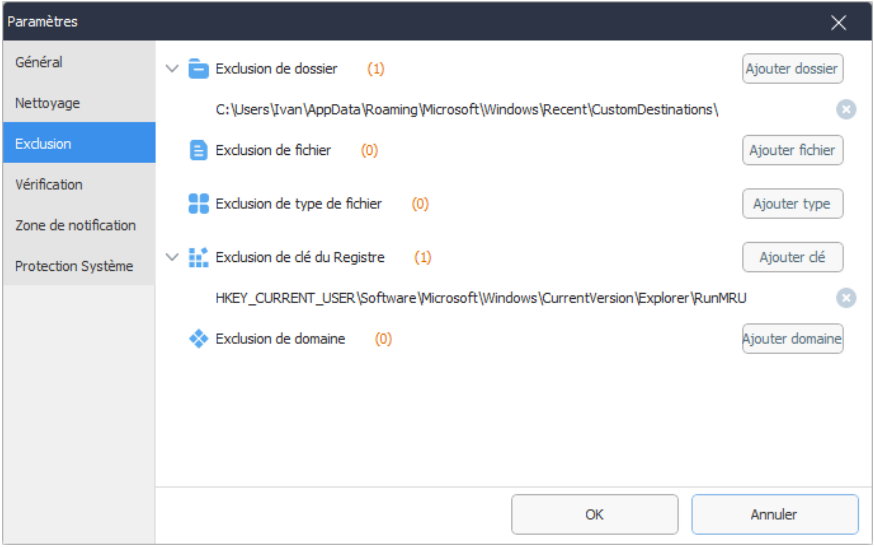 Paramètres
Général
Nettoyage
Exclusion
Vérification
Zone de notification
Protection Système
Exclusion de dossier (1) Ajouter dossier
C:\Users\Ivan\AppData\Roaming\Microsoft\Windows\Recent\CustomDestinations\
Exclusion de fichier (0) Ajouter fichier
Exclusion de type de fichier (0) Ajouter type
Exclusion de clé du Registre (1) Ajouter clé
HKEY_CURRENT_USER\Software\Microsoft\Windows\CurrentVersion\Explorer\RunMRU
Exclusion de domaine (0) Ajouter domaine
OK Annuler